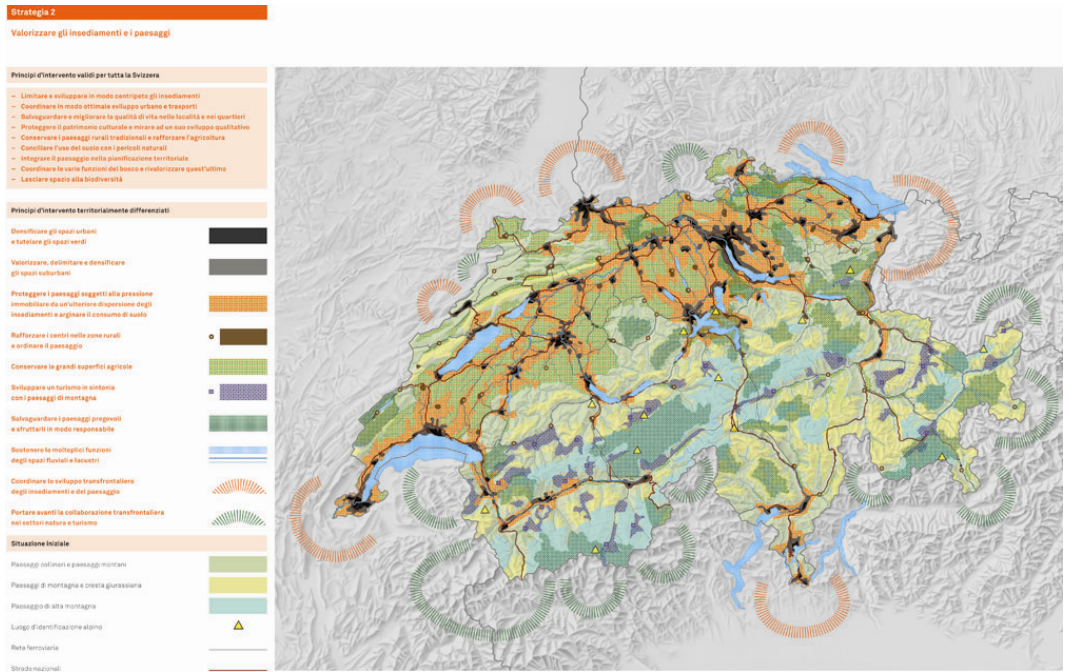 Strategia 2
Valorizzare gli insediamenti e i paesaggi
Principi d'intervento validi per tutta la Svizzera
– Limitare e sviluppare in modo centripeto gli insediamenti
– Coordinare in modo ottimale sviluppo urbano e trasporti
– Salvaguardare e migliorare la qualità di vita nelle località e nei quartieri
– Proteggere il patrimonio culturale e mirare ad un suo sviluppo qualitativo
– Conservare i paesaggi rurali tradizionali e rafforzare l'agricoltura
– Conciliare l'uso del suolo con i pericoli naturali
– Integrare il paesaggio nella planificazione territoriale
– Coordinare le varie funzioni del bosco e rivalorizzare quest'ultimo
– Lasciare spazio alla biodiversità
Principi d'intervento territorialmente differenziati
Densificare gli spazi urbani
e tutelare gli spazi verdi
Valorizzare, delimitare e densificare
gli spazi suburbani
Proteggere i paesaggi soggetti alla pressione
immobiliare da un'ulteriore dispersione degli
insediamenti e arginare il consumo di suolo
Rafforzare i centri nelle zone rurali
e ordinare il paesaggio
Conservare le grandi superfici agricole
Sviluppare un turismo in sintonia
con i paesaggi di montagna
Salvaguardare i paesaggi pregevoli
e sfruttarli in modo responsabile
Sostenere le molteplici funzioni
degli spazi fluviali e lacustri
Coordinare lo sviluppo transfrontaliero
degli insediamenti e del paesaggio
Portare avanti la collaborazione transfrontaliera
nei settori natura e turismo
Situazione iniziale
Paesaggi collinari e paesaggi montani
Paesaggi di montagna e cresta giurassiana
Paesaggio di alta montagna
Luogo d'identificazione alpino
Rete ferroviaria
Strade nazionali